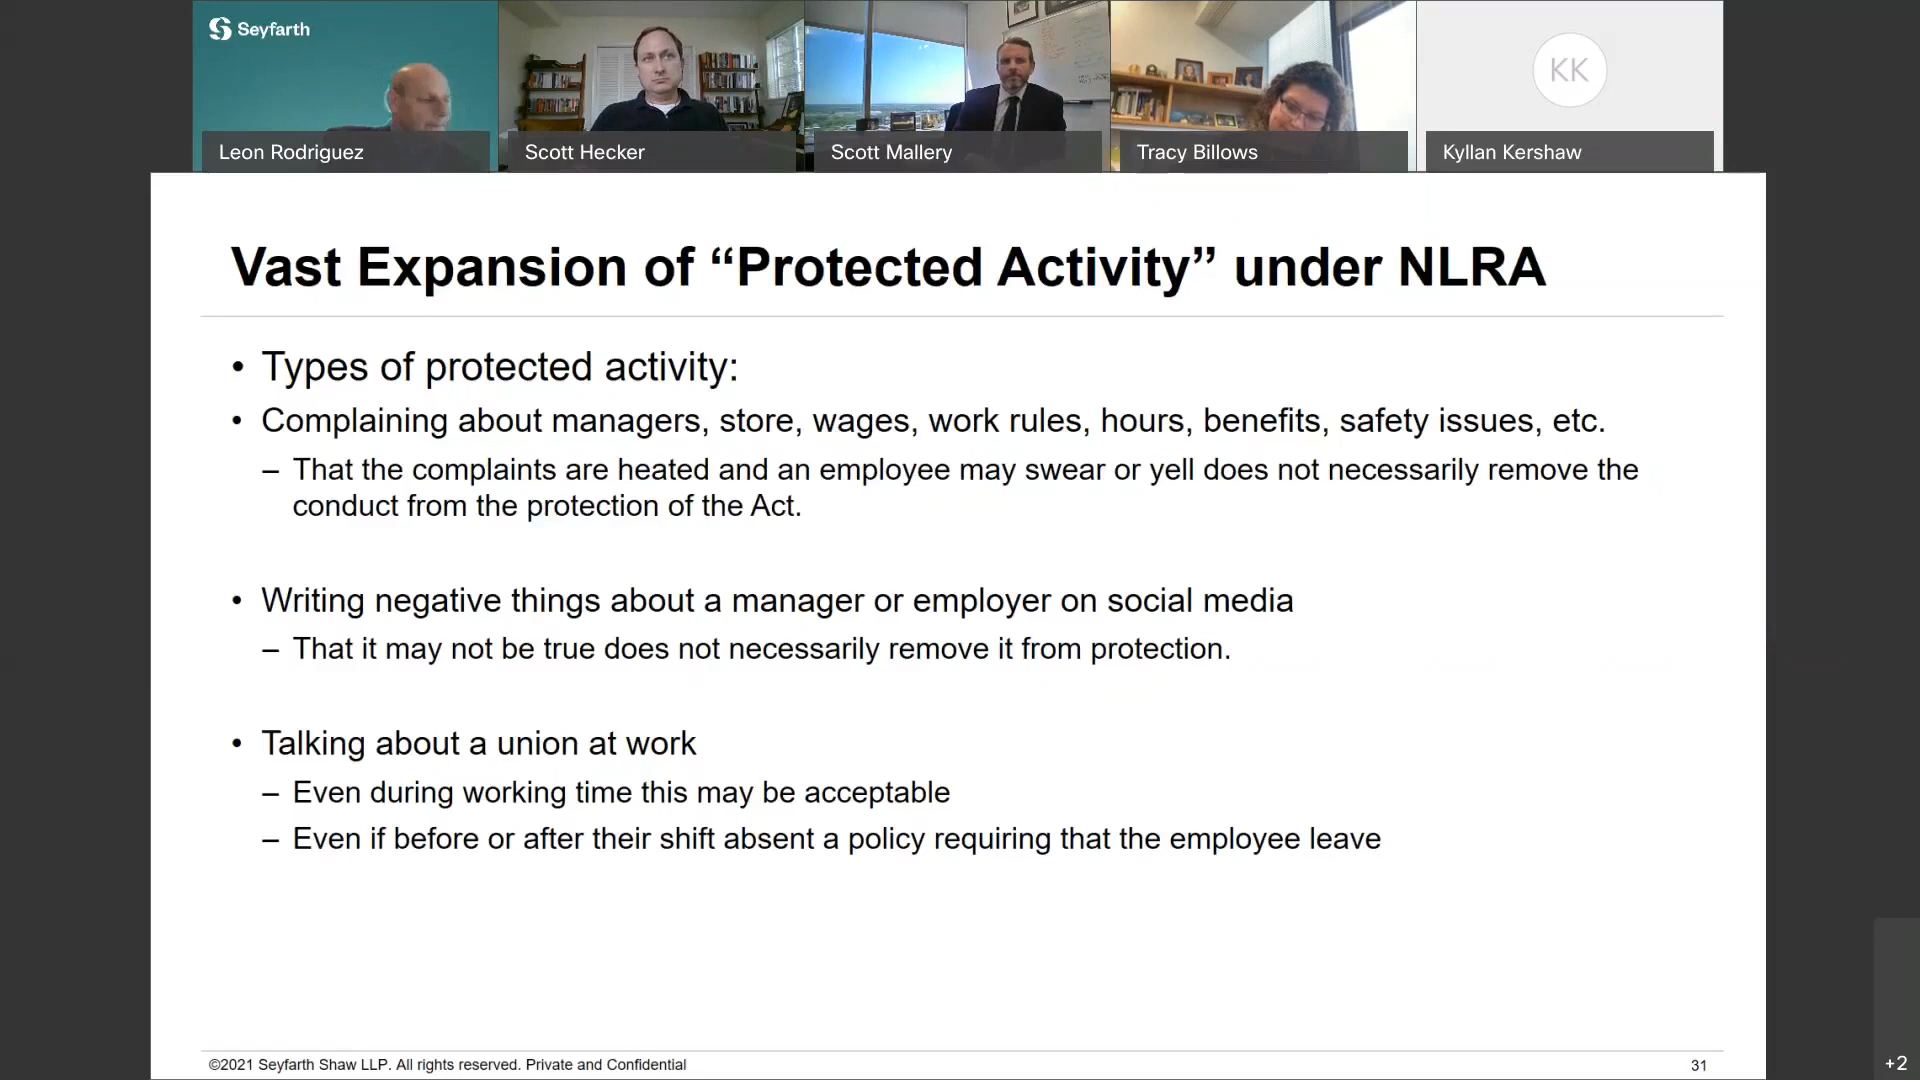 Seyfarth
Leon Rodriguez
Scott Hecker
Scott Mallery
Tracy Billows
KK
Kyllan Kershaw
Vast Expansion of “Protected Activity” under NLRA
• Types of protected activity:
• Complaining about managers, store, wages, work rules, hours, benefits, safety issues, etc.
– That the complaints are heated and an employee may swear or yell does not necessarily remove the
conduct from the protection of the Act.
• Writing negative things about a manager or employer on social media
– That it may not be true does not necessarily remove it from protection.
• Talking about a union at work
– Even during working time this may be acceptable
– Even if before or after their shift absent a policy requiring that the employee leave
©2021 Seyfarth Shaw LLP. All rights reserved. Private and Confidential
31
+2